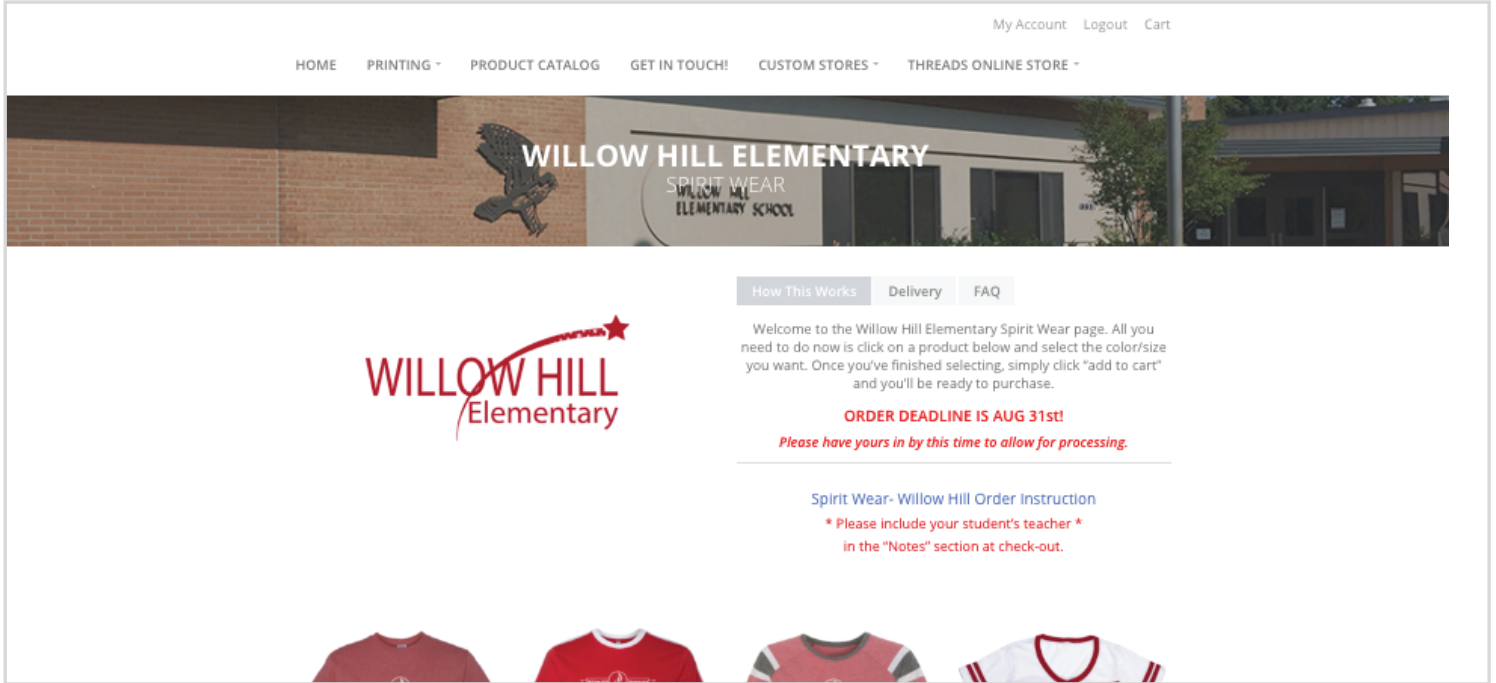 My Account Logout Cart
HOME PRINTING PRODUCT CATALOG GET IN TOUCH! CUSTOM STORES THREADS ONLINE STORE
WILLOW HILL ELEMENTARY
SPIRIT WEAR
WILLOW HILL
ELEMENTARY SCHOOL
WILLOW HILL
Elementary
How This Works Delivery FAQ
Welcome to the Willow Hill Elementary Spirit Wear page. All you
need to do now is click on a product below and select the color/size
you want. Once you've finished selecting, simply click “add to cart”
and you'll be ready to purchase.
ORDER DEADLINE IS AUG 31st!
Please have yours in by this time to allow for processing.
Spirit Wear- Willow Hill Order Instruction
* Please include your student's teacher *
in the “Notes” section at check-out.